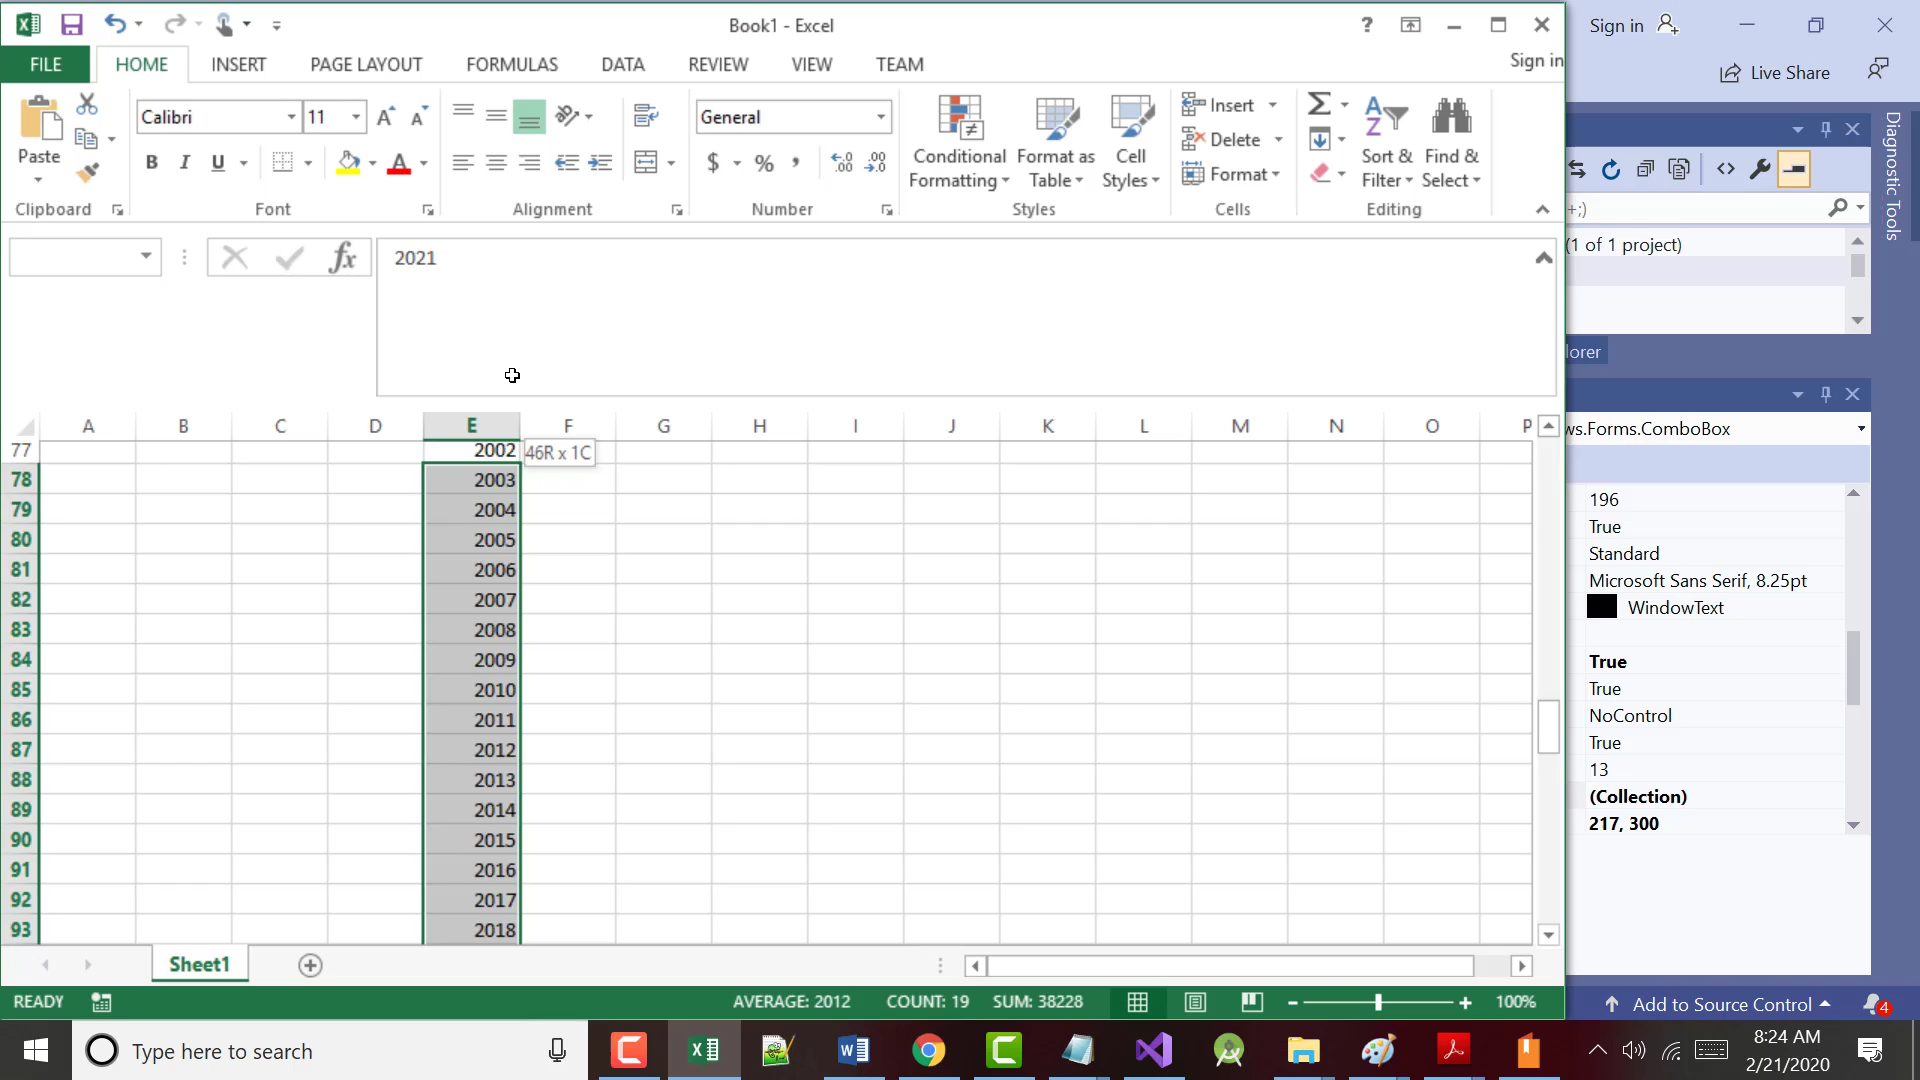 Book1 - Excel
?
Sign in
FILE
HOME
INSERT
PAGE LAYOUT
FORMULAS
DATA
REVIEW
VIEW
TEAM
Sign in
Live Share
Paste
Calibri
11
A A
B I U
A
General
$ % ,
Conditional Formatting
Format as Table
Cell Styles
Insert
Delete
Format
Σ
Sort & Filter
Find & Select
Clipboard
Font
Alignment
Number
Styles
Cells
Editing
fx
2021
+;)
(1 of 1 project)
lorer
Diagnostic Tools
A B C D E F G H I J K L M N O P
77 2002
46R x 1C
78 2003
79 2004
80 2005
81 2006
82 2007
83 2008
84 2009
85 2010
86 2011
87 2012
88 2013
89 2014
90 2015
91 2016
92 2017
93 2018
ws.Forms.ComboBox
196
True
Standard
Microsoft Sans Serif, 8.25pt
WindowText
True
True
NoControl
True
13
(Collection)
217, 300
Sheet1
READY
AVERAGE: 2012
COUNT: 19
SUM: 38228
100%
Add to Source Control
4
Type here to search
8:24 AM
2/21/2020